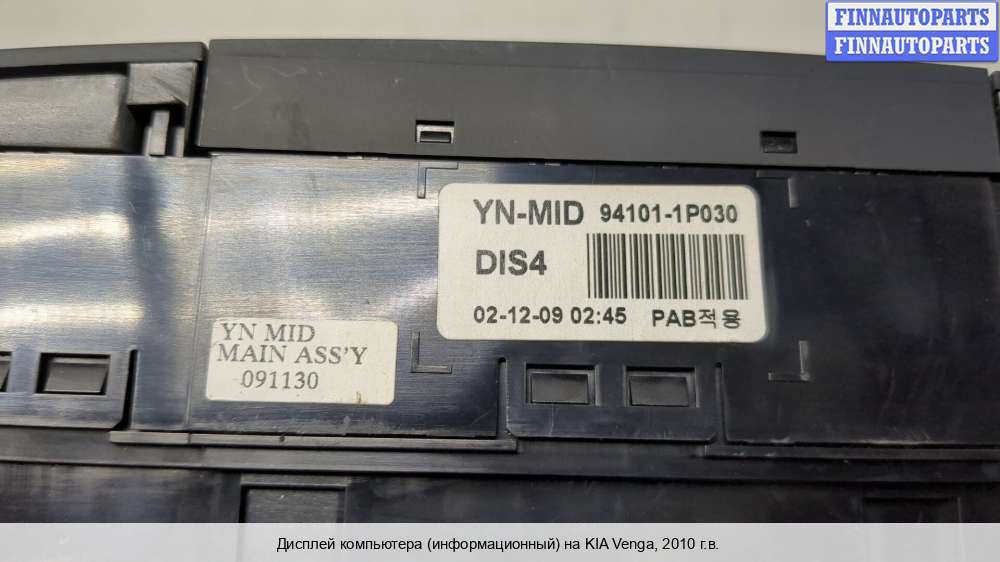 FINNAUTOPARTS
FINNAUTOPARTS
YN-MID 94101-1P030
DIS4
02-12-09 02:45 PAB적용
YN MID
MAIN ASS'Y
091130
Дисплей компьютера (информационный) на KIA Venga, 2010 г.в.